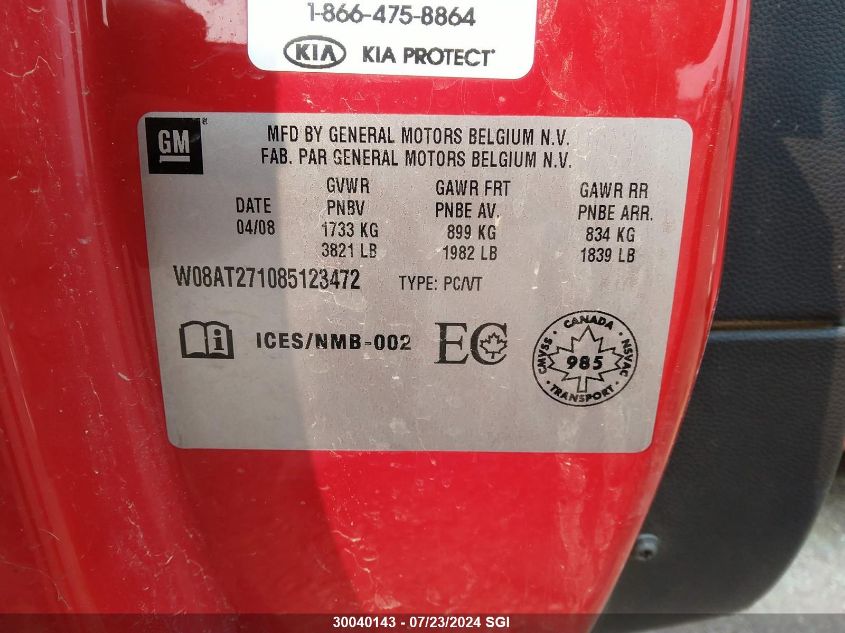 1-866-475-8864
KIA KIA PROTECT
GM
MFD BY GENERAL MOTORS BELGIUM N.V.
FAB. PAR GENERAL MOTORS BELGIUM N.V.
DATE
04/08
GVWR
PNBV
1733 KG
3821 LB
GAWR FRT
PNBE AV.
899 KG
1982 LB
GAWR RR
PNBE ARR.
834 KG
1839 LB
W08AT271085123472 TYPE: PC/VT
i ICES/NMB-002 EC
CANADA
CMVSS 985 NSVAC
TRANSPORT
30040143 - 07/23/2024 SGI